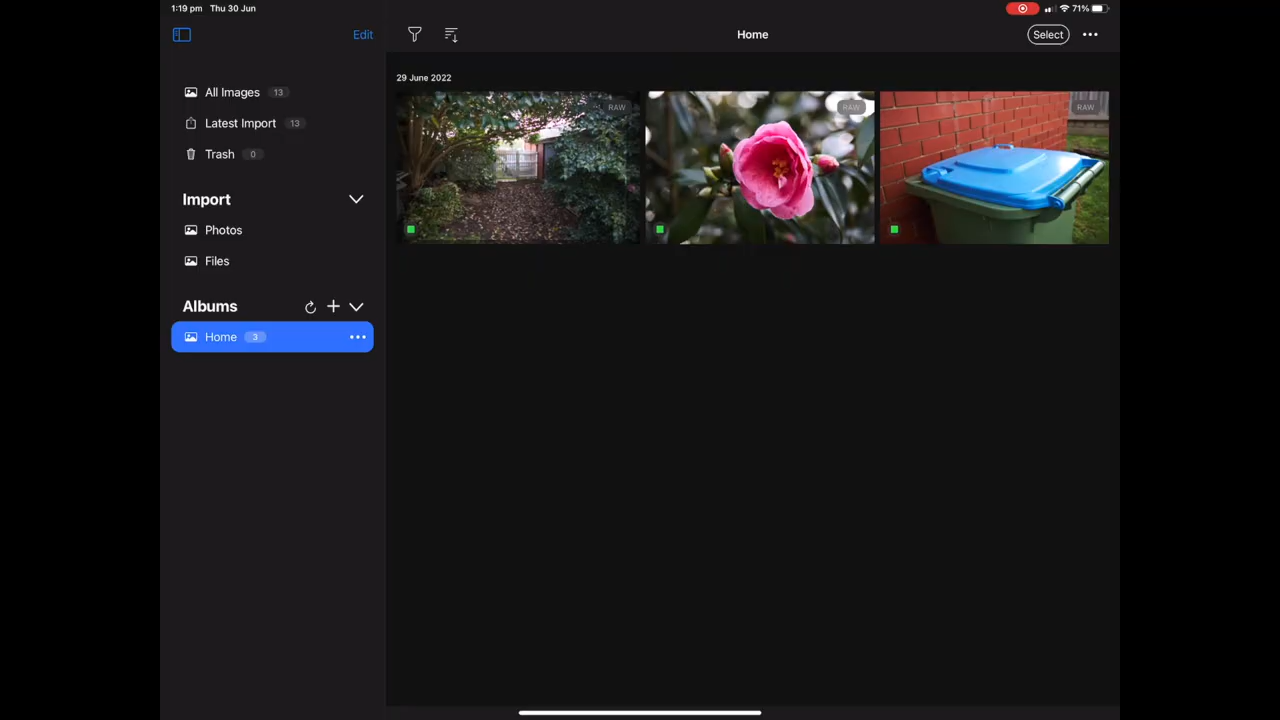 1:19 pm Thu 30 Jun
71%
Edit
Home
Select
All Images 13
Latest Import 13
Trash 0
Import
Photos
Files
Albums
Home 3
29 June 2022
RAW
RAW
RAW